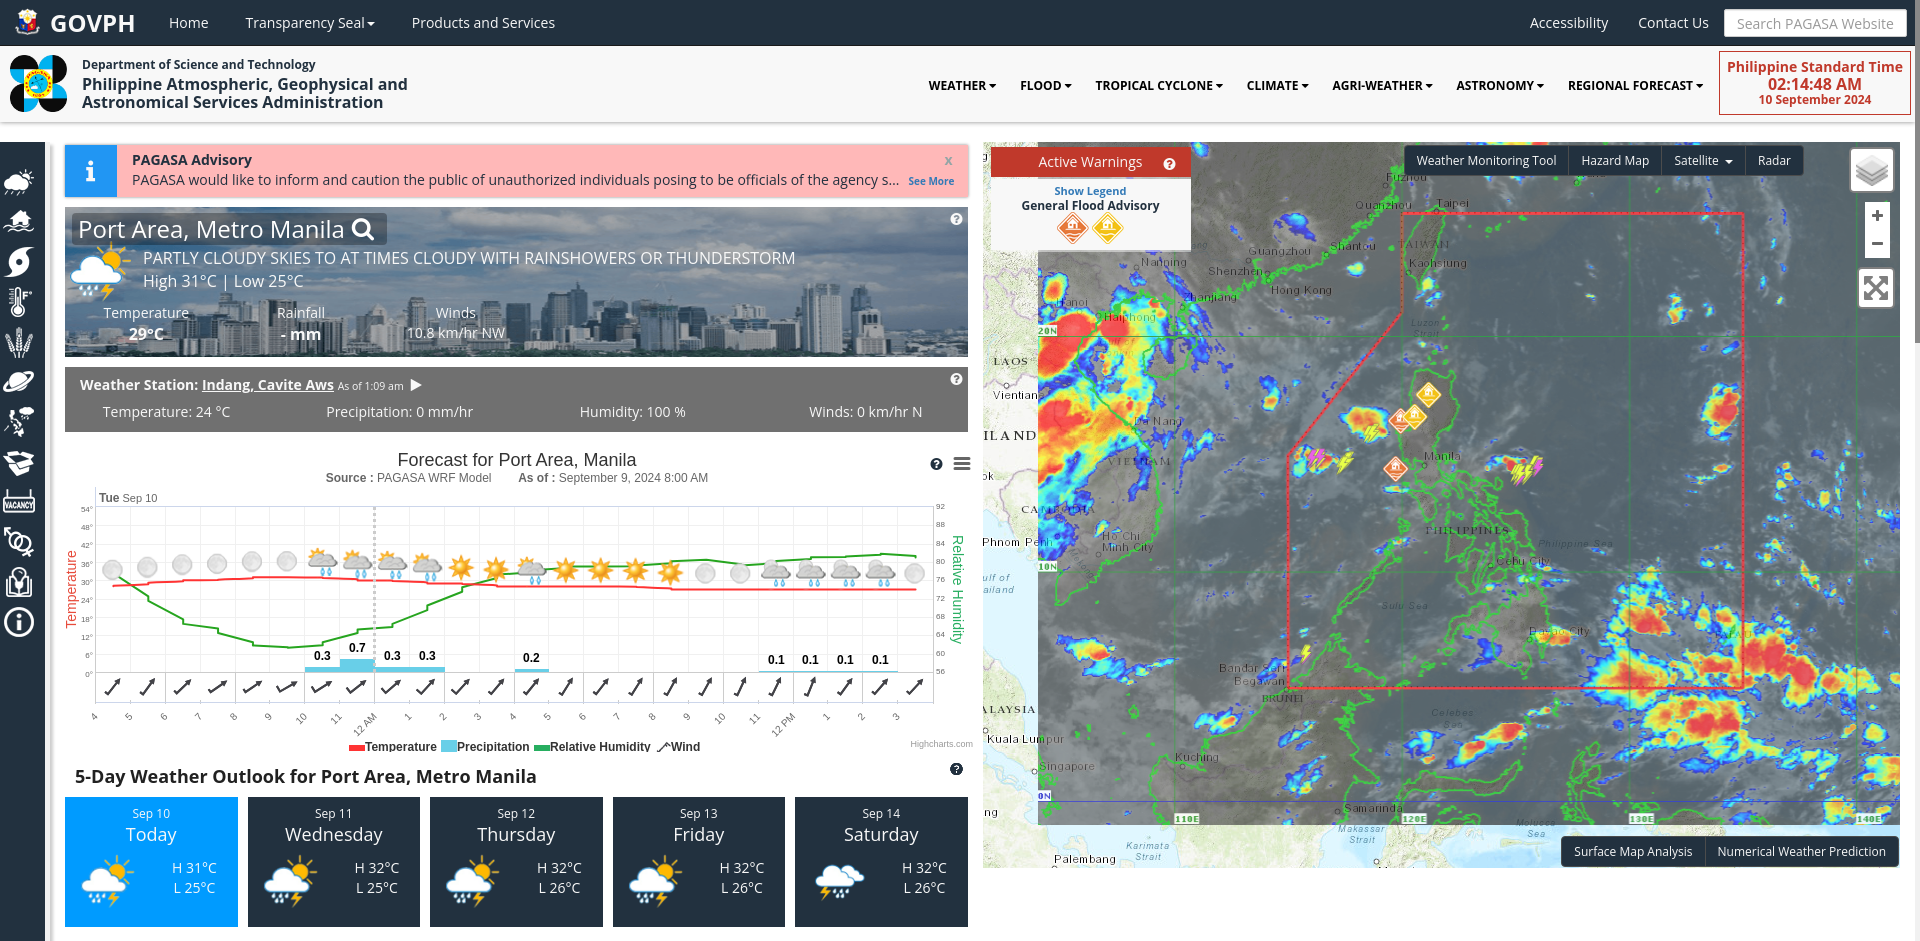 GOVPH
Home
Transparency Seal
Products and Services
Accessibility
Contact Us
Search PAGASA Website
Department of Science and Technology
Philippine Atmospheric, Geophysical and
Astronomical Services Administration
WEATHER
FLOOD
TROPICAL CYCLONE
CLIMATE
AGRI-WEATHER
ASTRONOMY
REGIONAL FORECAST
Philippine Standard Time
02:14:48 AM
10 September 2024
VACANCY
PAGASA Advisory
x
PAGASA would like to inform and caution the public of unauthorized individuals posing to be officials of the agency s... See More
Port Area, Metro Manila
PARTLY CLOUDY SKIES TO AT TIMES CLOUDY WITH RAINSHOWERS OR THUNDERSTORM
High 31°C | Low 25°C
Temperature
Rainfall
Winds
29°C
- mm
10.8 km/hr NW
Weather Station: Indang, Cavite Aws As of 1:09 am
Temperature: 24 °C
Precipitation: 0 mm/hr
Humidity: 100 %
Winds: 0 km/hr N
Forecast for Port Area, Manila
Source : PAGASA WRF Model As of : September 9, 2024 8:00 AM
Tue Sep 10
54°
48°
42°
36°
30°
24°
18°
12°
6°
0°
Temperature
92
88
84
80
76
72
68
64
60
56
Relative Humidity
0.3
0.7
0.3
0.3
0.2
0.1
0.1
0.1
0.1
4 5 6 7 8 9 10 11 12 AM 1 2 3 4 5 6 7 8 9 10 11 12 PM 1 2 3
Temperature Precipitation Relative Humidity Wind
Highcharts.com
5-Day Weather Outlook for Port Area, Metro Manila
Sep 10
Today
H 31°C
L 25°C
Sep 11
Wednesday
H 32°C
L 25°C
Sep 12
Thursday
H 32°C
L 26°C
Sep 13
Friday
H 32°C
L 26°C
Sep 14
Saturday
H 32°C
L 26°C
Active Warnings
Show Legend
General Flood Advisory
Weather Monitoring Tool
Hazard Map
Satellite
Radar
+
−
Fuzhou
Quanzhou
Taipei
Shantou
TAIWAN
Guangzhou
Kaohsiung
Nanning
Shenzhen
Hong Kong
Zhanjiang
Hanoi
Haiphong
Luzon
Strait
20N
LAOS
Vientian
Da Nang
ILAND
VIETNAM
Manila
ok
CAMBODIA
PHILIPPINES
Phnom Penh
Ho Chi
Minh City
Philippine Sea
Cebu City
10N
ulf of
ailand
Sulu Sea
Davao City
PALAU
Bandar Seri
Begawan
BRUNEI
ALAYSIA
Celebes
Sea
Kuala Lumpur
Kuching
Singapore
0N
Samarinda
110E
120E
130E
140E
ng
Makassar
Strait
Molucca
Sea
Karimata
Strait
Palembang
Surface Map Analysis
Numerical Weather Prediction